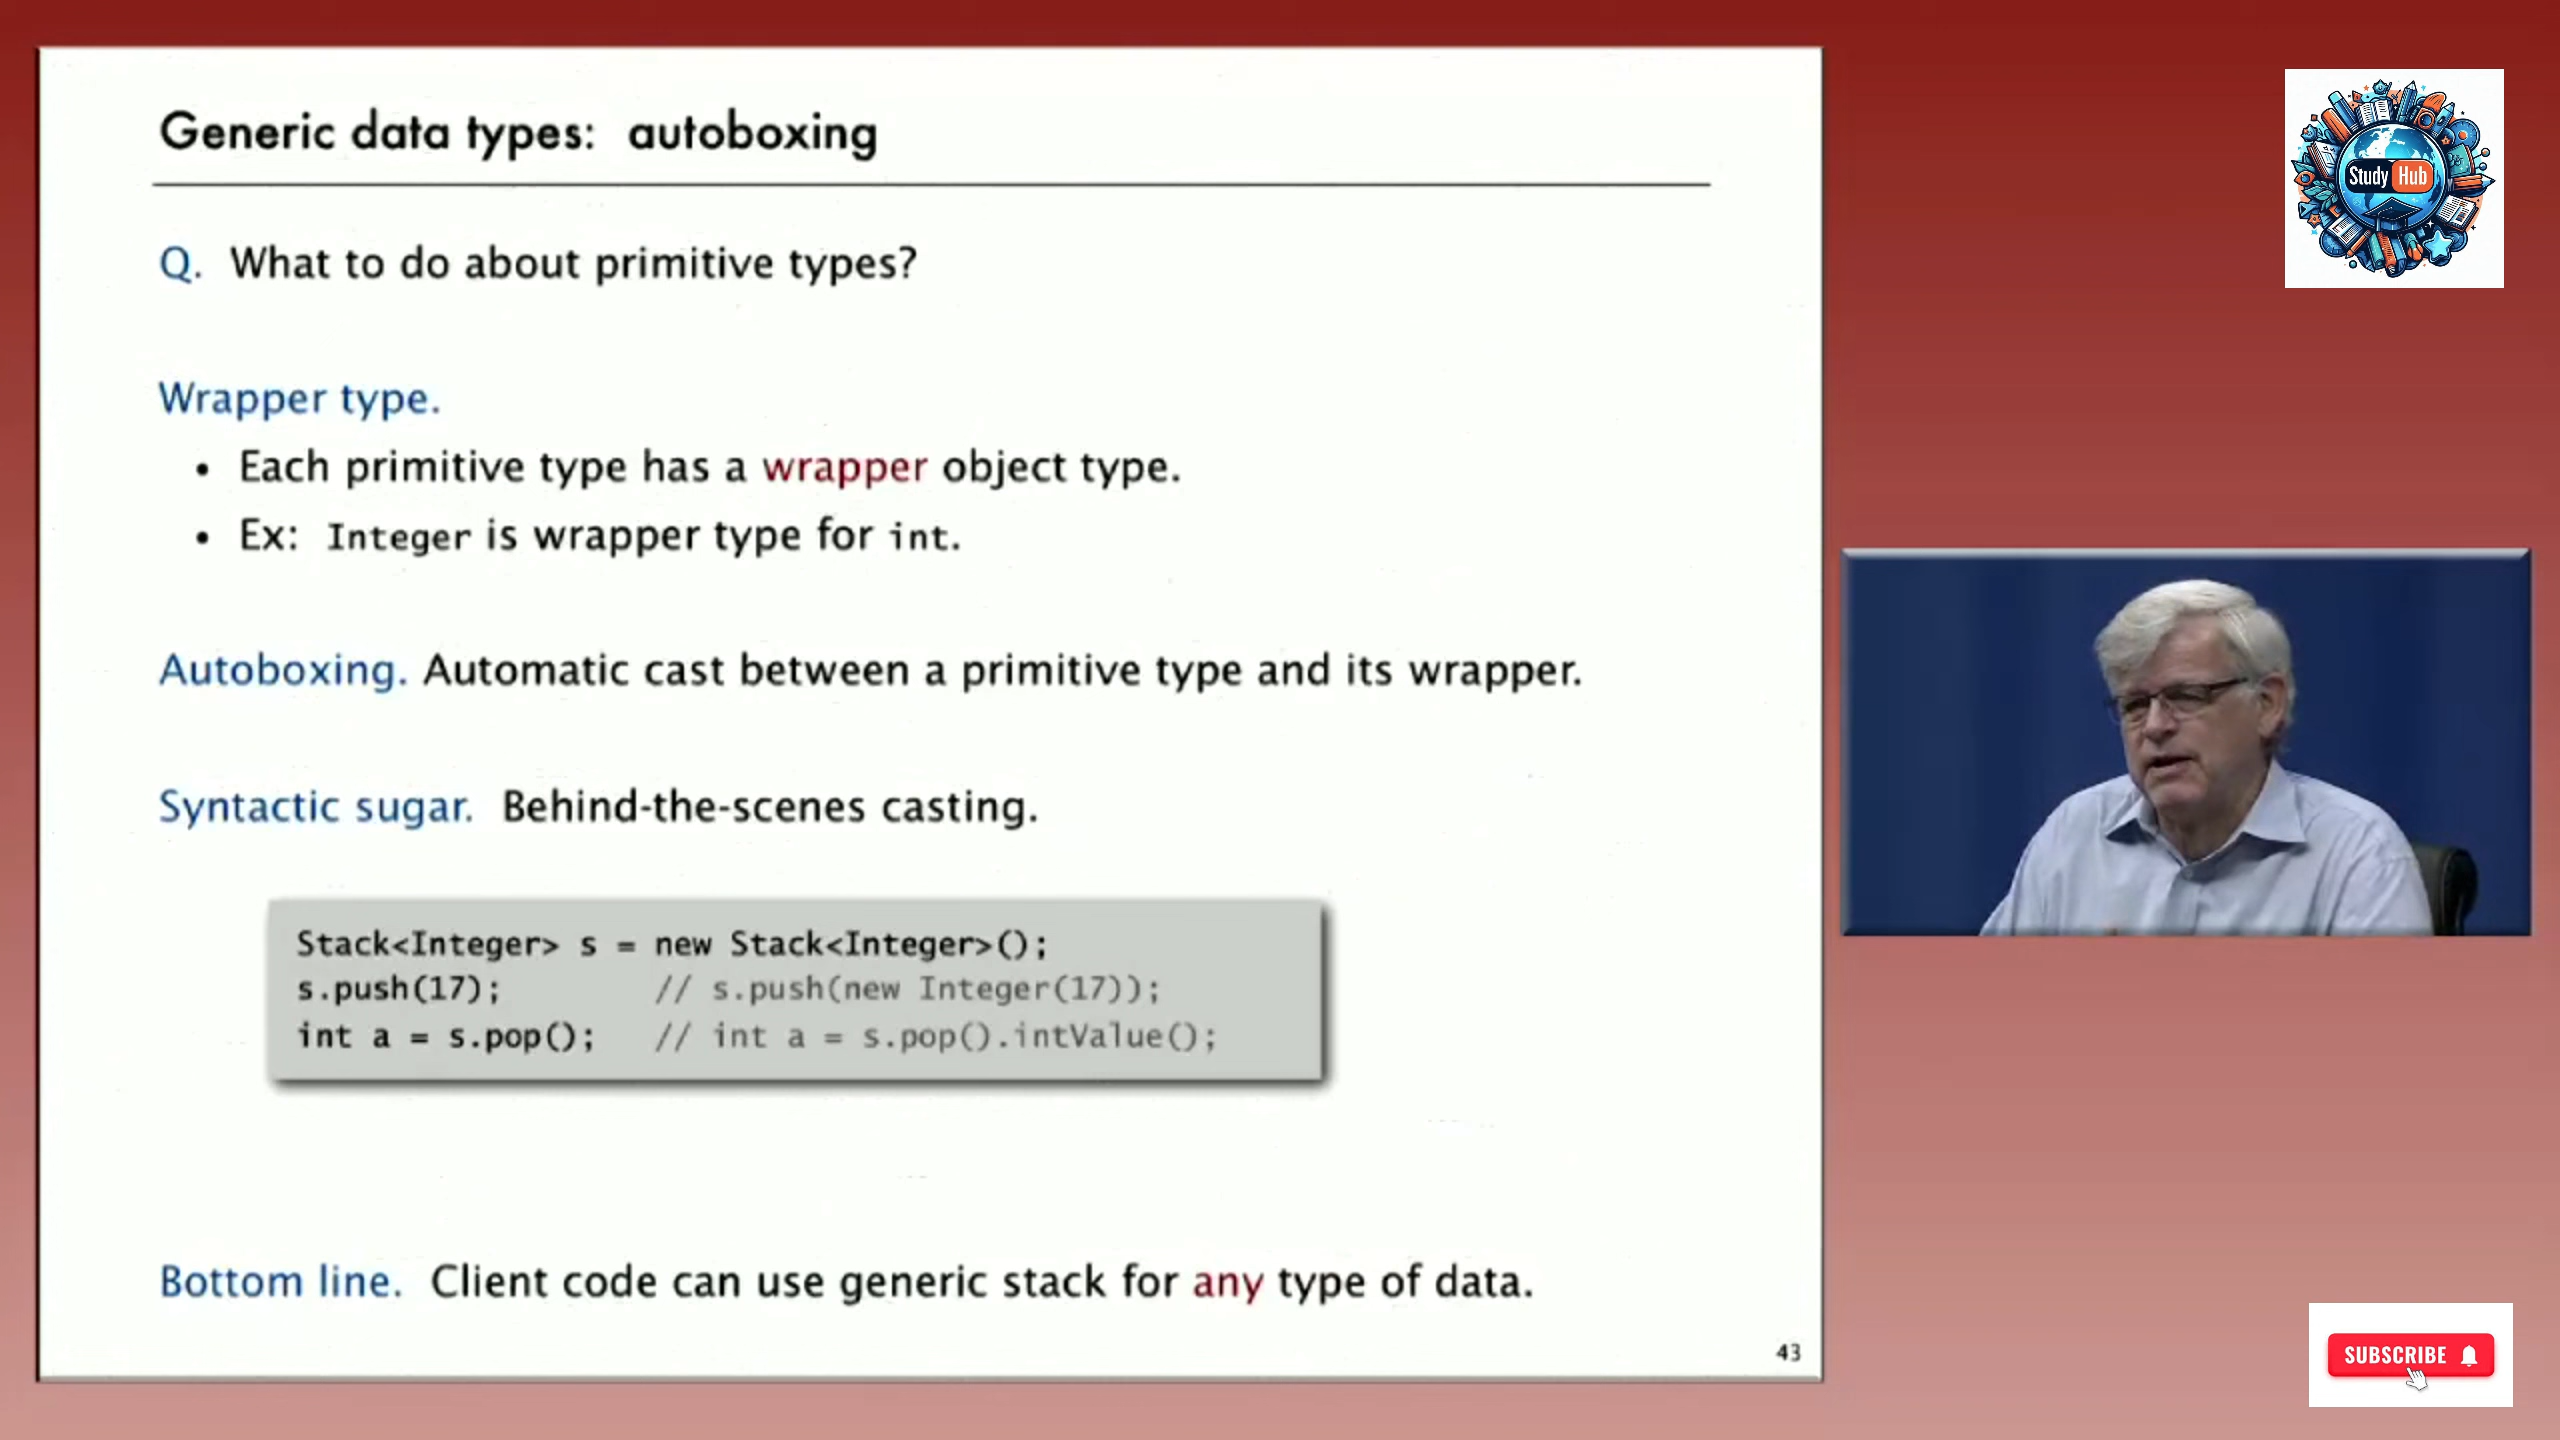 Generic data types: autoboxing
Q. What to do about primitive types?
Wrapper type.
• Each primitive type has a wrapper object type.
• Ex: Integer is wrapper type for int.
Autoboxing. Automatic cast between a primitive type and its wrapper.
Syntactic sugar. Behind-the-scenes casting.
Stack<Integer> s = new Stack<Integer>();
s.push(17); // s.push(new Integer(17));
int a = s.pop(); // int a = s.pop().intValue();
Bottom line. Client code can use generic stack for any type of data.
43
Study Hub
SUBSCRIBE